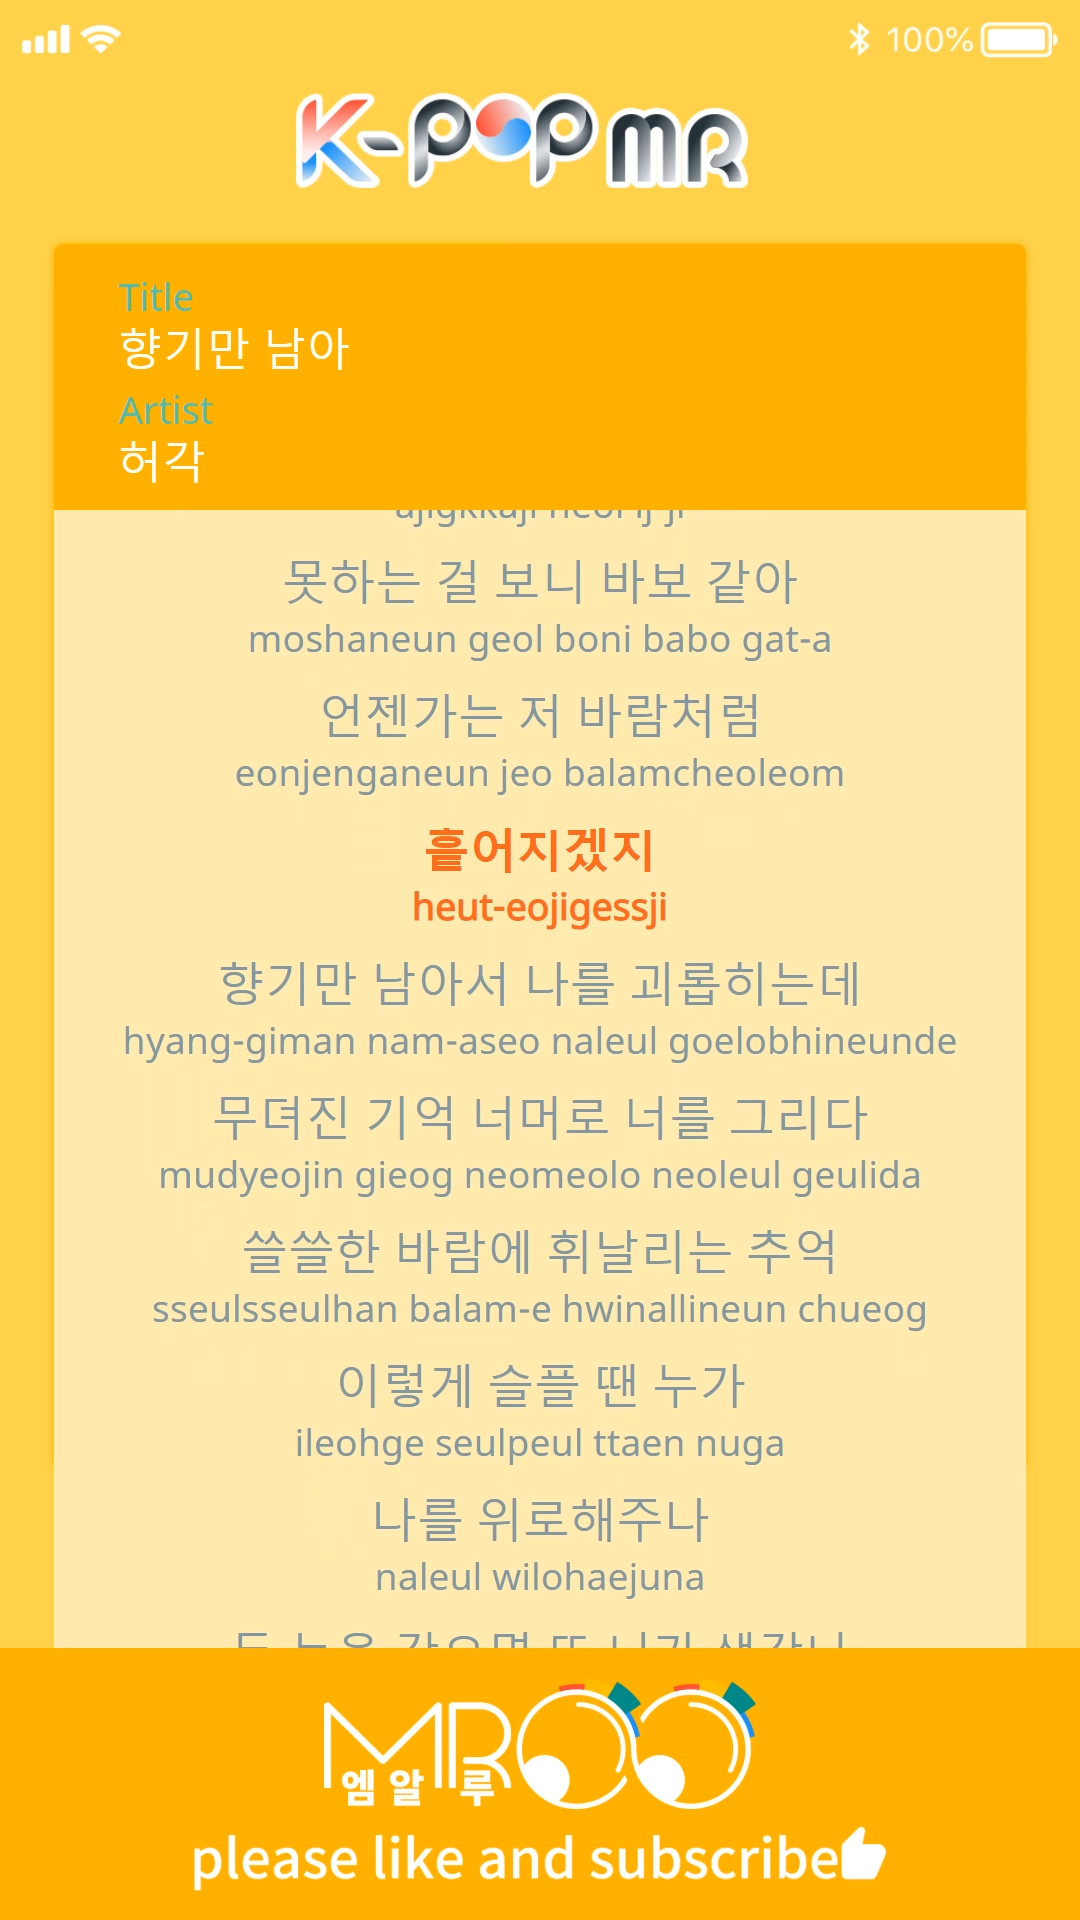 100%
K-POP MR
Title
향기만 남아
Artist
허각
ajigkkaji neol ij ji
못하는 걸 보니 바보 같아
moshaneun geol boni babo gat-a
언젠가는 저 바람처럼
eonjenganeun jeo balamcheoleom
흩어지겠지
heut-eojigessji
향기만 남아서 나를 괴롭히는데
hyang-giman nam-aseo naleul goelobhineunde
무뎌진 기억 너머로 너를 그리다
mudyeojin gieog neomeolo neoleul geulida
쓸쓸한 바람에 휘날리는 추억
sseulsseulhan balam-e hwinallineun chueog
이렇게 슬플 땐 누가
ileohge seulpeul ttaen nuga
나를 위로해주나
naleul wilohaejuna
MROO
엠알루
please like and subscribe